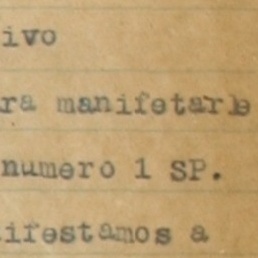 ivo
ra manifetarle
numero 1 SP.
ifestamos a